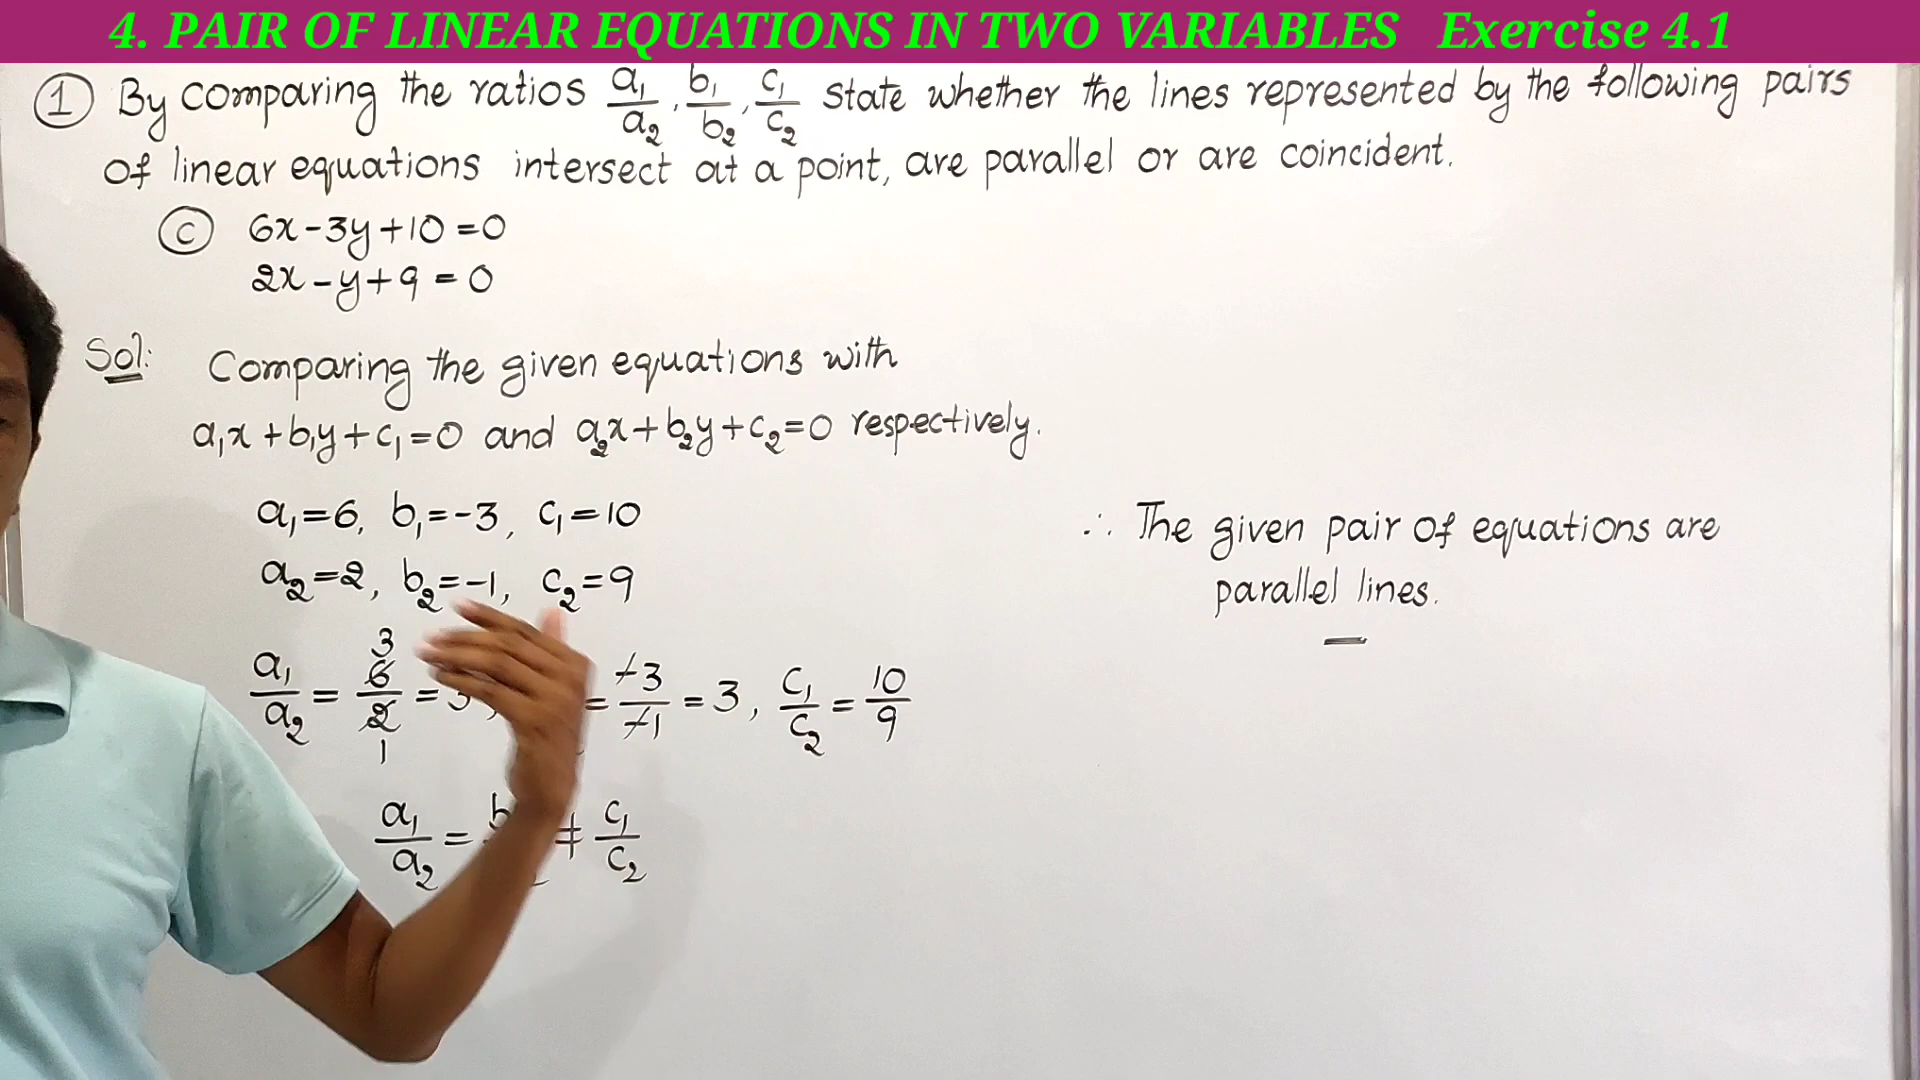 4. PAIR OF LINEAR EQUATIONS IN TWO VARIABLES Exercise 4.1
① By comparing the ratios a₁/a₂, b₁/b₂, c₁/c₂ state whether the lines represented by the following pairs
of linear equations intersect at a point, are parallel or are coincident.
ⓒ 6x-3y+10=0
2x-y+9=0
Sol: Comparing the given equations with
a₁x+b₁y+c₁=0 and a₂x+b₂y+c₂=0 respectively.
a₁=6, b₁=-3, c₁=10
a₂=2, b₂=-1, c₂=9
a₁/a₂ = 6/2 3 1 = 3, = -3/-1 = 3, c₁/c₂ = 10/9
a₁/a₂ = b ≠ c₁/c₂
∴ The given pair of equations are
parallel lines.